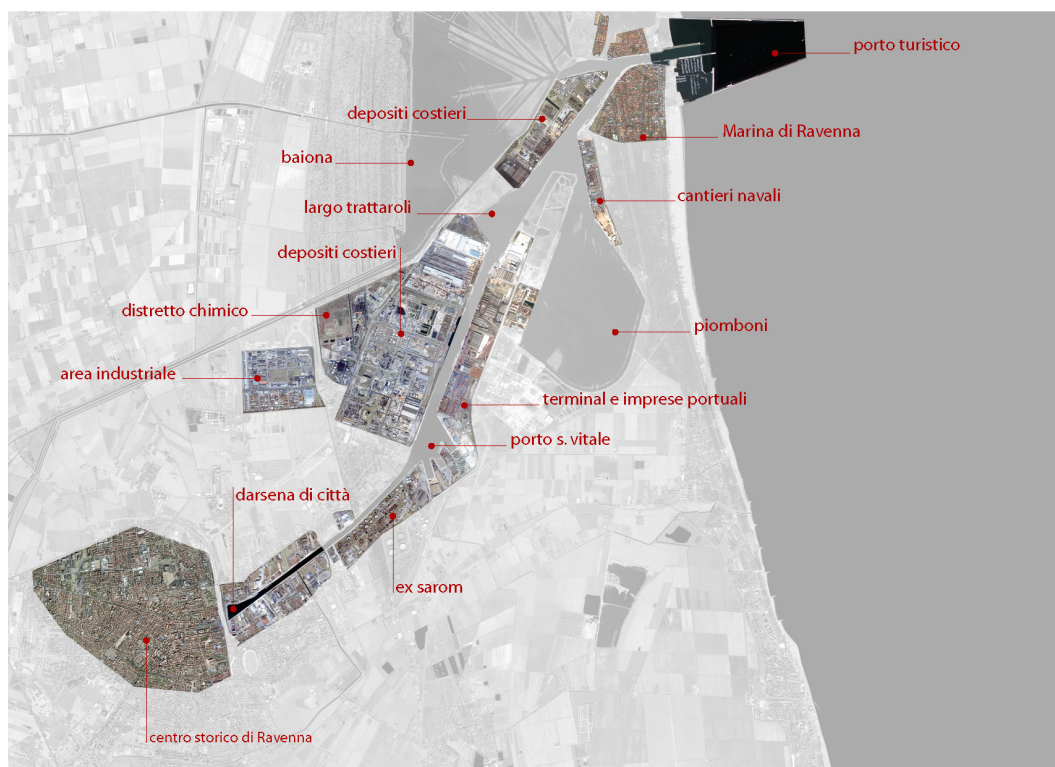 porto turistico
depositi costieri
Marina di Ravenna
baiona
cantieri navali
largo trattaroli
depositi costieri
distretto chimico
piomboni
area industriale
terminal e imprese portuali
porto s. vitale
darsena di città
ex sarom
centro storico di Ravenna